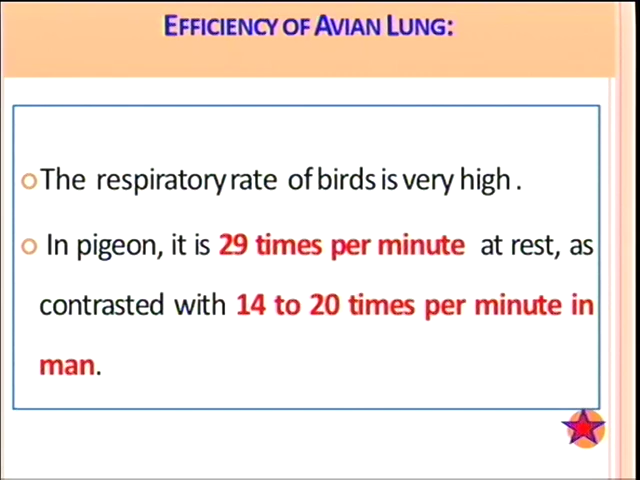 EFFICIENCY OF AVIAN LUNG:
The respiratory rate of birds is very high .
In pigeon, it is 29 times per minute at rest, as
contrasted with 14 to 20 times per minute in
man.